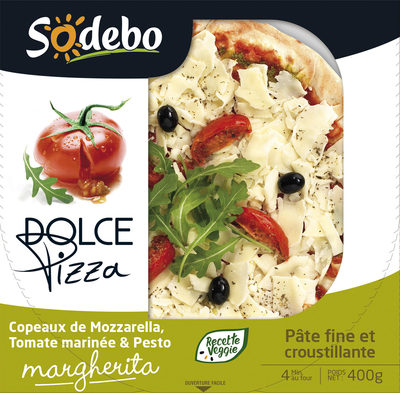 Sodebo
DOLCE
Pizza
Copeaux de Mozzarella,
Tomate marinée & Pesto
margherita
Recette
Veggie
Pâte fine et
croustillante
4 Min
au four
POIDS
NET : 400g
OUVERTURE FACILE